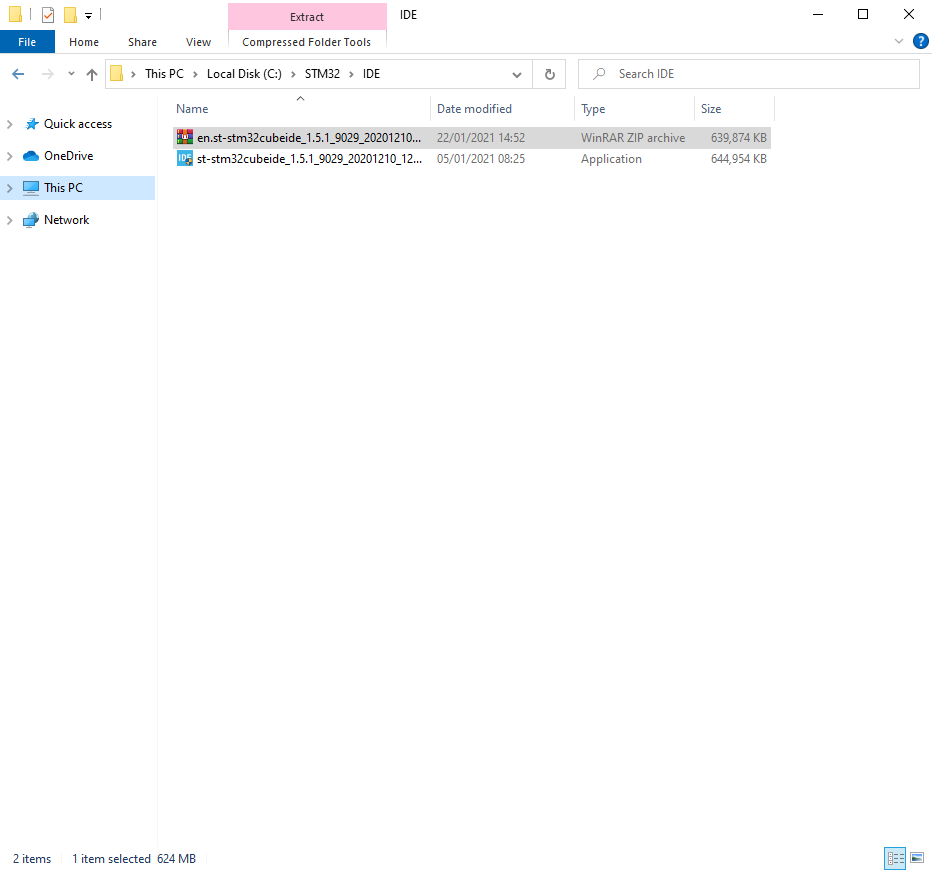 Extract
IDE
File
Home
Share
View
Compressed Folder Tools
?
This PC
Local Disk (C:)
STM32
IDE
Search IDE
Name
Date modified
Type
Size
Quick access
OneDrive
This PC
Network
en.st-stm32cubeide_1.5.1_9029_20201210... 22/01/2021 14:52 WinRAR ZIP archive 639,874 KB
IDE st-stm32cubeide_1.5.1_9029_20201210_12... 05/01/2021 08:25 Application 644,954 KB
2 items
1 item selected 624 MB